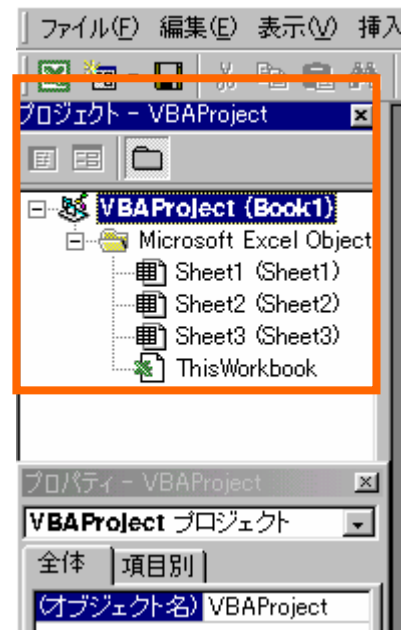 ファイル(F) 編集(E) 表示(V) 挿入
プロジェクト - VBAProject
VBAProject (Book1)
Microsoft Excel Object
Sheet1 (Sheet1)
Sheet2 (Sheet2)
Sheet3 (Sheet3)
ThisWorkbook
プロパティ - VBAProject
VBAProject プロジェクト
全体 項目別
(オブジェクト名) VBAProject